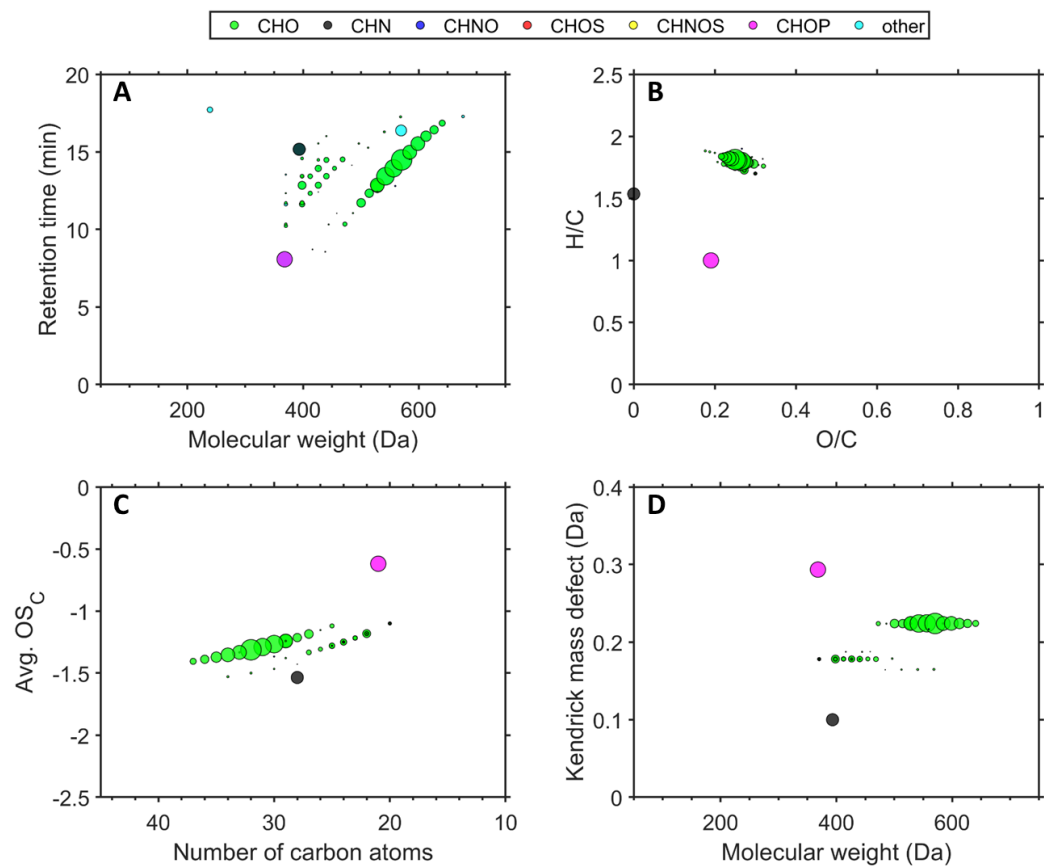 CHO CHN CHNO CHOS CHNOS CHOP other
A
20
15
10
5
0
Retention time (min)
200 400 600
Molecular weight (Da)
B
2.5
2
1.5
1
0.5
0
H/C
0 0.2 0.4 0.6 0.8 1
O/C
C
0
-0.5
-1
-1.5
-2
-2.5
Avg. OSC
40 30 20 10
Number of carbon atoms
D
0.4
0.3
0.2
0.1
0
Kendrick mass defect (Da)
200 400 600
Molecular weight (Da)